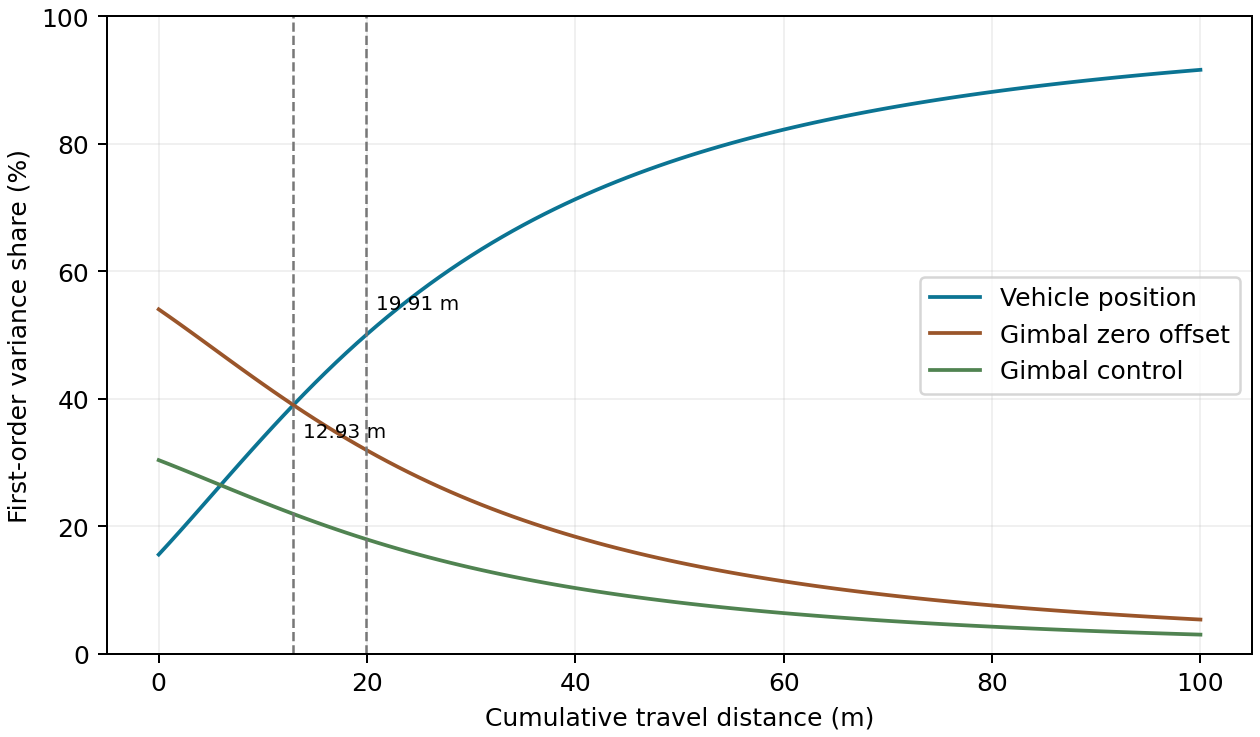 First-order variance share (%)
100
80
60
40
20
0
19.91 m
12.93 m
Vehicle position
Gimbal zero offset
Gimbal control
0
20
40
60
80
100
Cumulative travel distance (m)